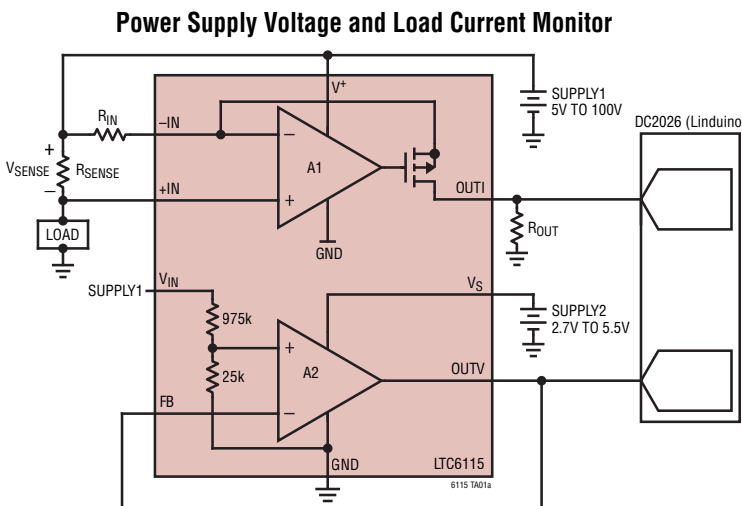 Power Supply Voltage and Load Current Monitor
V+
SUPPLY1
5V TO 100V
RIN
–IN
DC2026 (Linduino
+
VSENSE
RSENSE
–
–
A1
+
+IN
OUTI
ROUT
LOAD
GND
VIN
SUPPLY1
VS
975k
SUPPLY2
2.7V TO 5.5V
+
A2
–
25k
OUTV
FB
GND
LTC6115
6115 TA01a